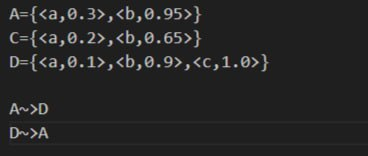 A={<a,0.3>,<b,0.95>}
C={<a,0.2>,<b,0.65>}
D={<a,0.1>,<b,0.9>,<c,1.0>}
A~>D
D~>A